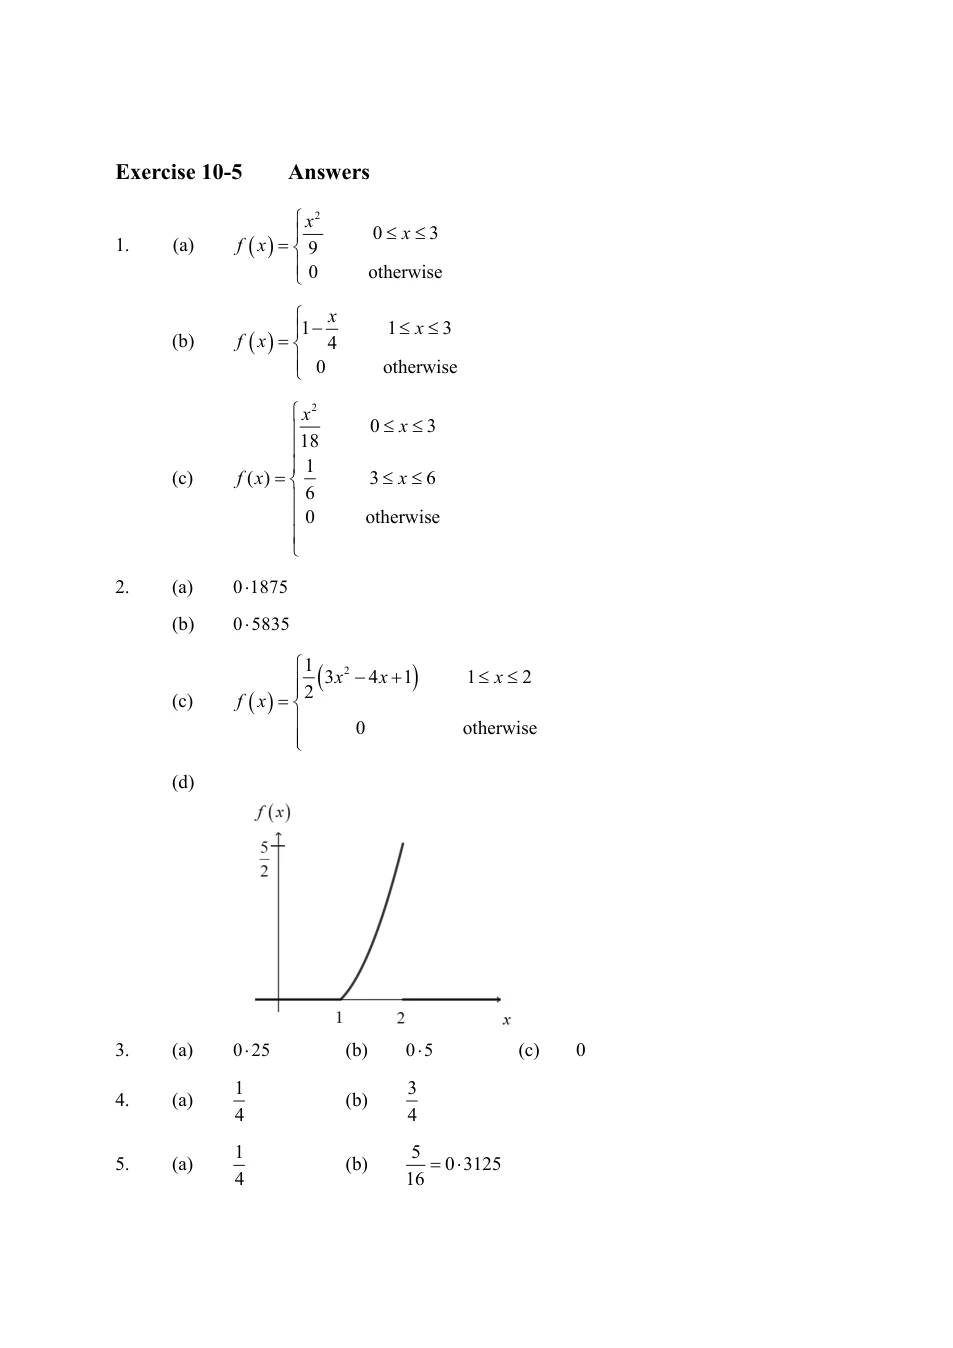 Exercise 10-5 Answers
1. (a) f(x) = { x²/9 0 ≤ x ≤ 3
0 otherwise
(b) f(x) = { 1 − x/4 1 ≤ x ≤ 3
0 otherwise
(c) f(x) = { x²/18 0 ≤ x ≤ 3
1/6 3 ≤ x ≤ 6
0 otherwise
2. (a) 0·1875
(b) 0·5835
(c) f(x) = { 1/2 (3x² − 4x + 1) 1 ≤ x ≤ 2
0 otherwise
(d)
f(x)
5/2
1 2 x
3. (a) 0·25 (b) 0·5 (c) 0
4. (a) 1/4 (b) 3/4
5. (a) 1/4 (b) 5/16 = 0·3125